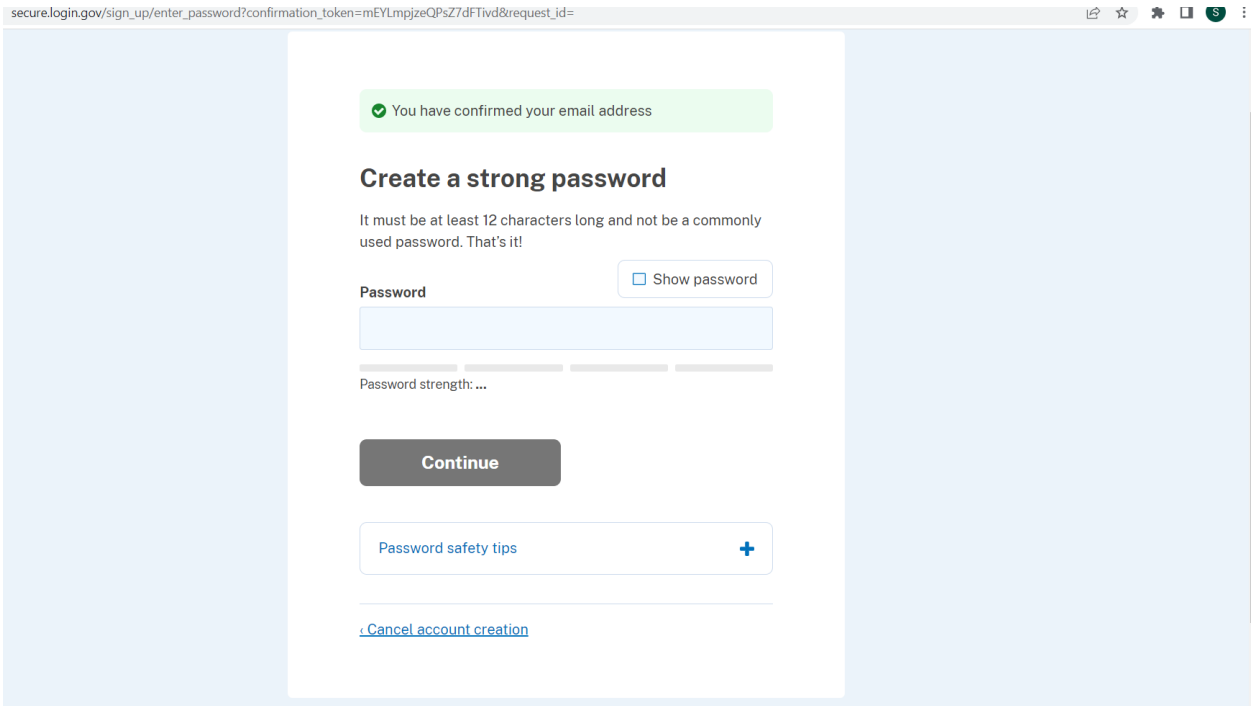 secure.login.gov/sign_up/enter_password?confirmation_token=mEYLmpjzeQPsZ7dFTivd&request_id=
S
You have confirmed your email address
Create a strong password
It must be at least 12 characters long and not be a commonly
used password. That’s it!
Show password
Password
Password strength: ...
Continue
Password safety tips
‹ Cancel account creation